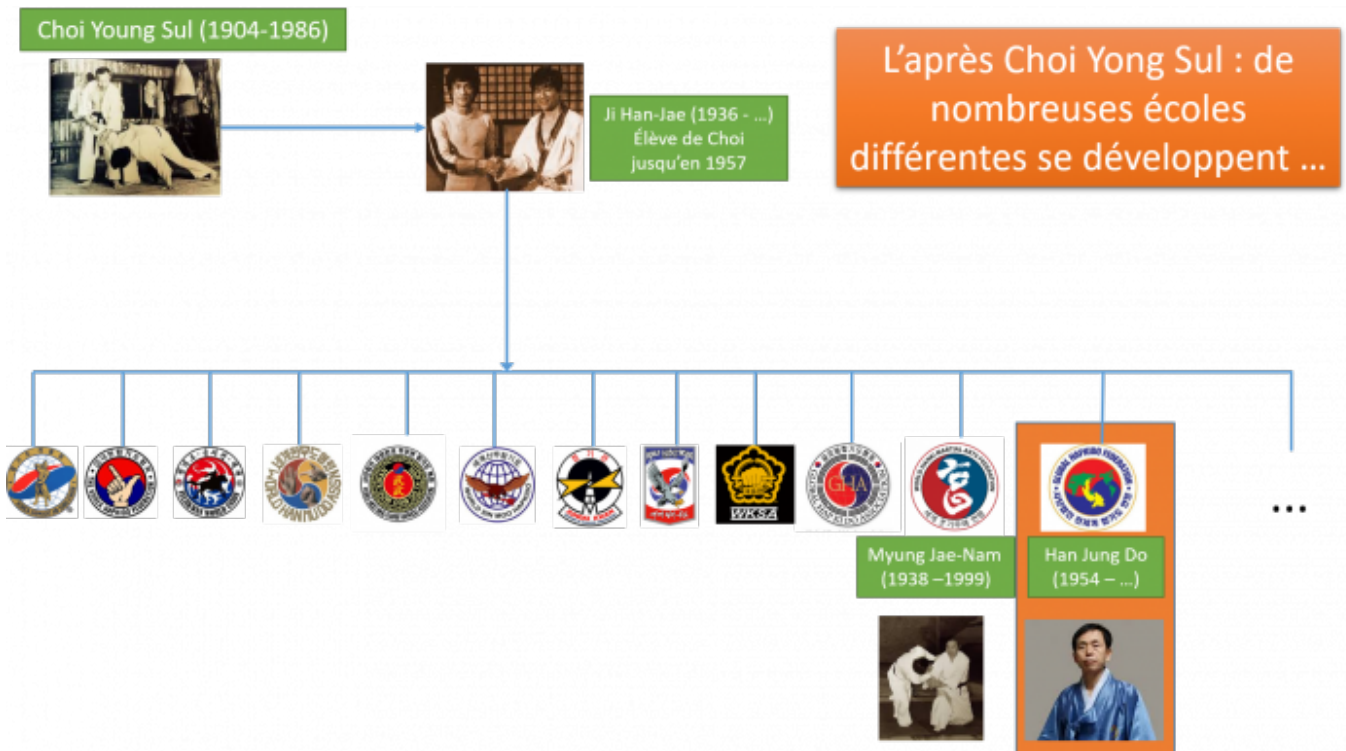 Choi Young Sul (1904-1986)
L'après Choi Yong Sul : de
nombreuses écoles
différentes se développent ...
Ji Han-Jae (1936 - ...)
Élève de Choi
jusqu'en 1957
WKSA
GHA
...
Myung Jae-Nam
(1938 –1999)
Han Jung Do
(1954 – ...)